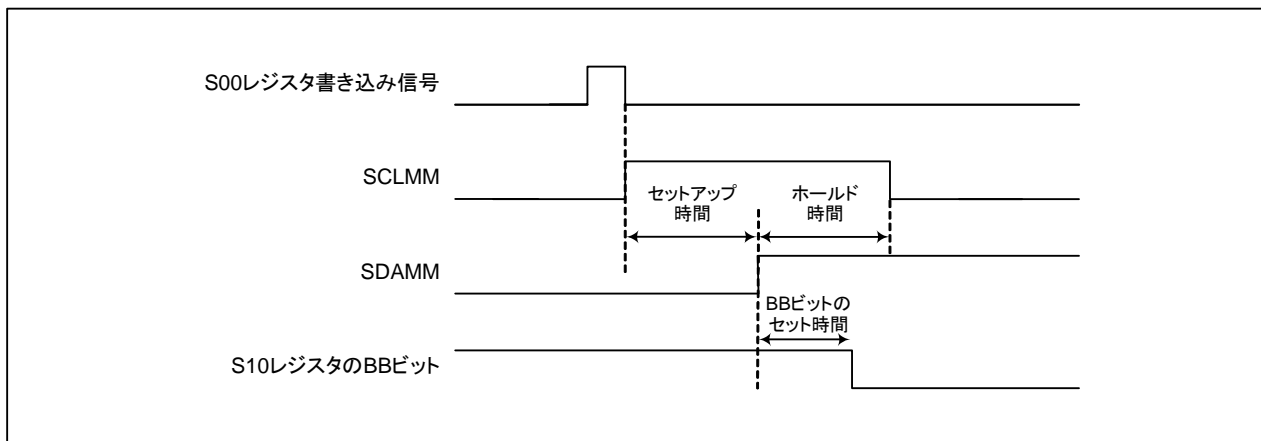 S00レジスタ書き込み信号
SCLMM
セットアップ
時間
ホールド
時間
SDAMM
BBビットの
セット時間
S10レジスタのBBビット